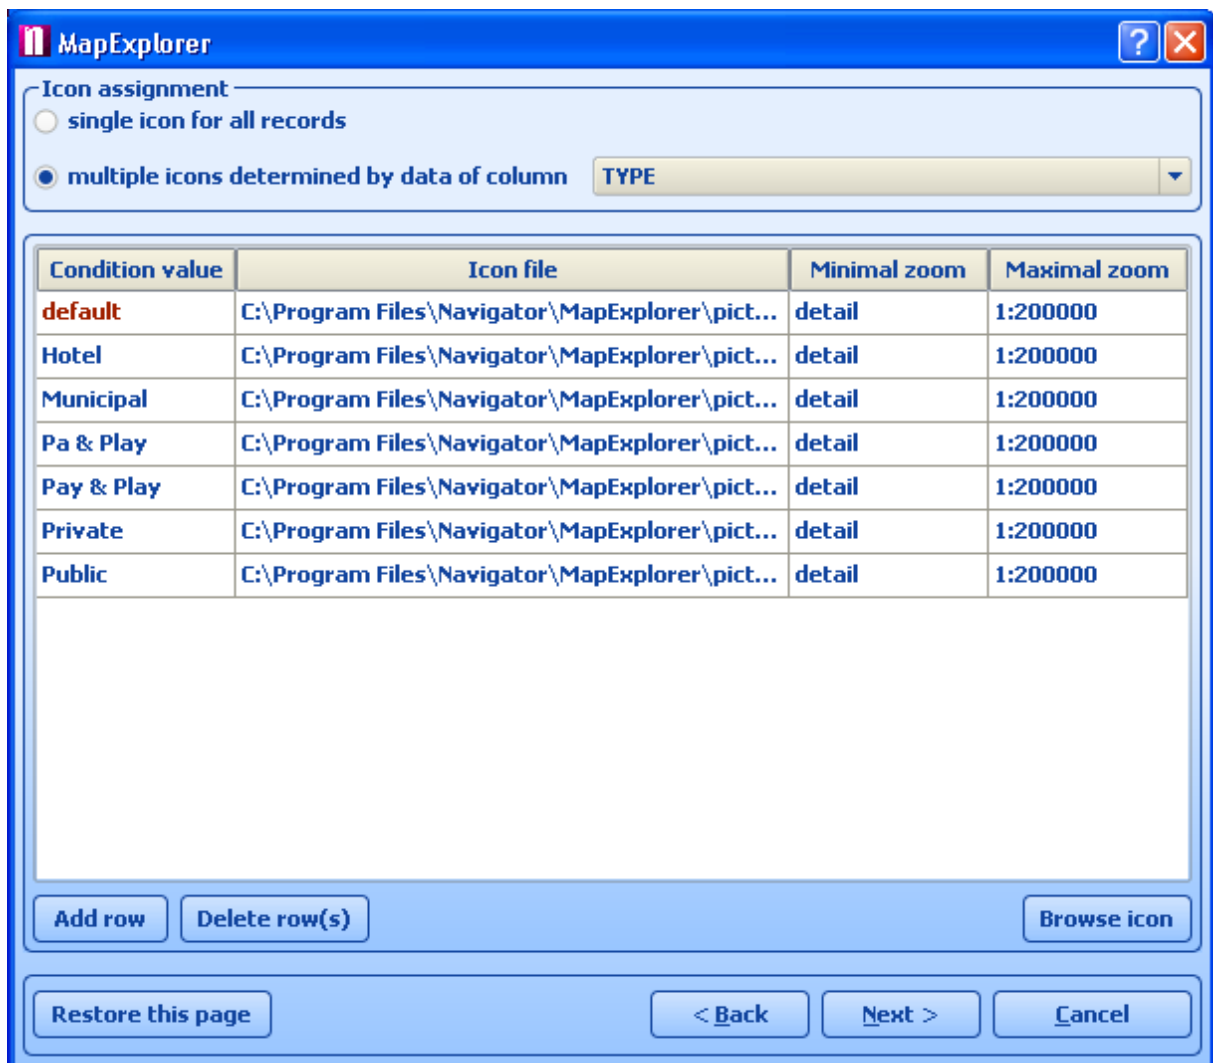 MapExplorer
Icon assignment
single icon for all records
multiple icons determined by data of column TYPE
Condition value Icon file Minimal zoom Maximal zoom
default C:\Program Files\Navigator\MapExplorer\pict... detail 1:200000
Hotel C:\Program Files\Navigator\MapExplorer\pict... detail 1:200000
Municipal C:\Program Files\Navigator\MapExplorer\pict... detail 1:200000
Pa & Play C:\Program Files\Navigator\MapExplorer\pict... detail 1:200000
Pay & Play C:\Program Files\Navigator\MapExplorer\pict... detail 1:200000
Private C:\Program Files\Navigator\MapExplorer\pict... detail 1:200000
Public C:\Program Files\Navigator\MapExplorer\pict... detail 1:200000
Add row Delete row(s) Browse icon
Restore this page < Back Next > Cancel